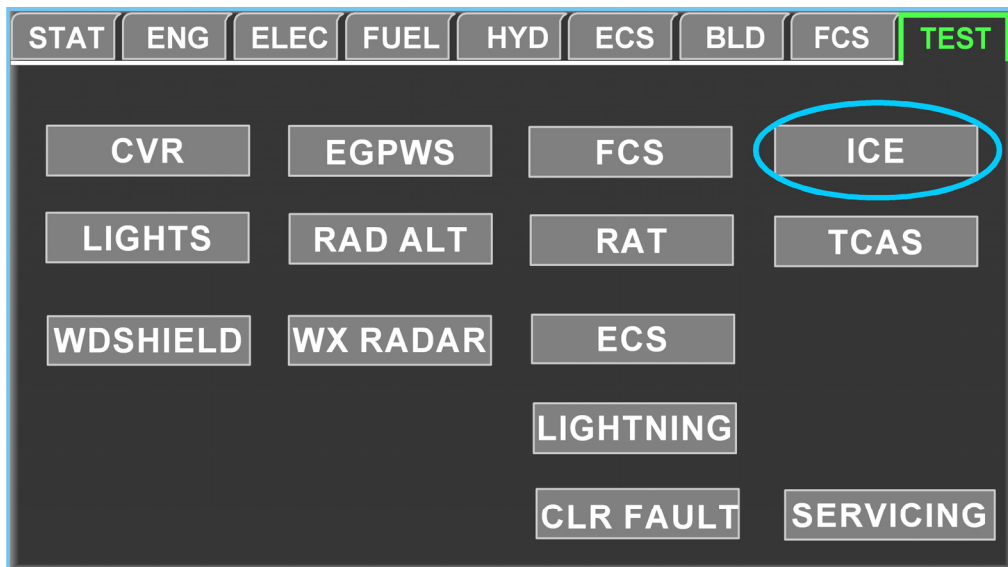 STAT ENG ELEC FUEL HYD ECS BLD FCS TEST
CVR EGPWS FCS ICE
LIGHTS RAD ALT RAT TCAS
WDSHIELD WX RADAR ECS
LIGHTNING
CLR FAULT SERVICING